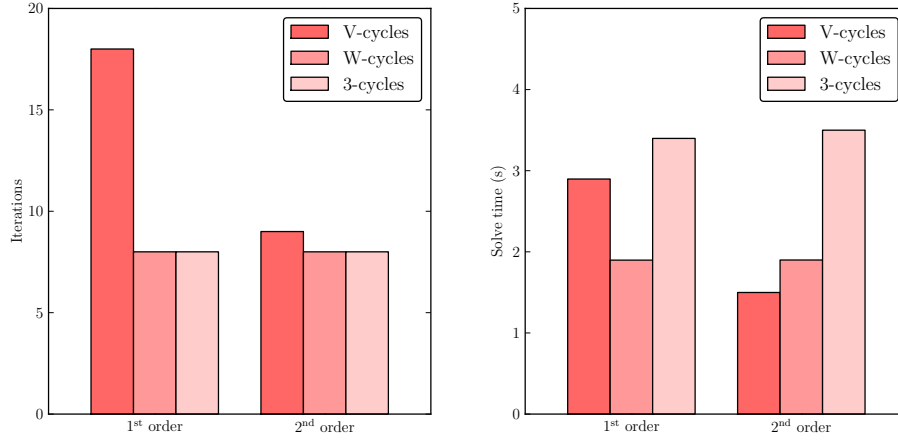 20
15
10
5
0
Iterations
V-cycles
W-cycles
3-cycles
1st order
2nd order
5
4
3
2
1
0
Solve time (s)
V-cycles
W-cycles
3-cycles
1st order
2nd order